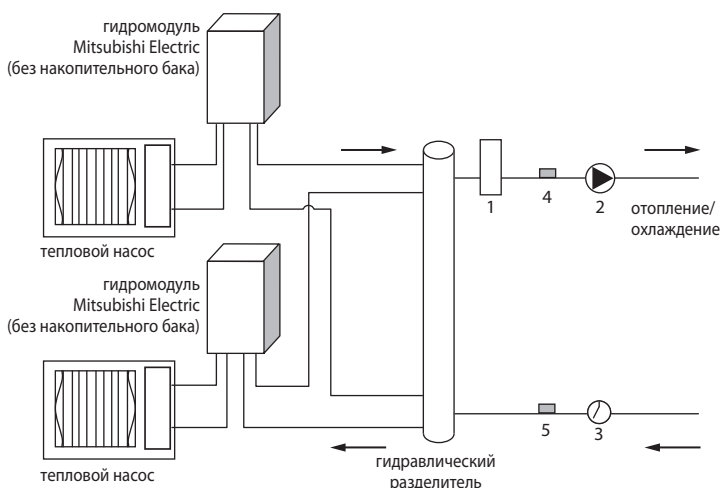 гидромодуль
Mitsubishi Electric
(без накопительного бака)
тепловой насос
1
4
2
отопление/
охлаждение
гидромодуль
Mitsubishi Electric
(без накопительного бака)
тепловой насос
5
3
гидравлический
разделитель